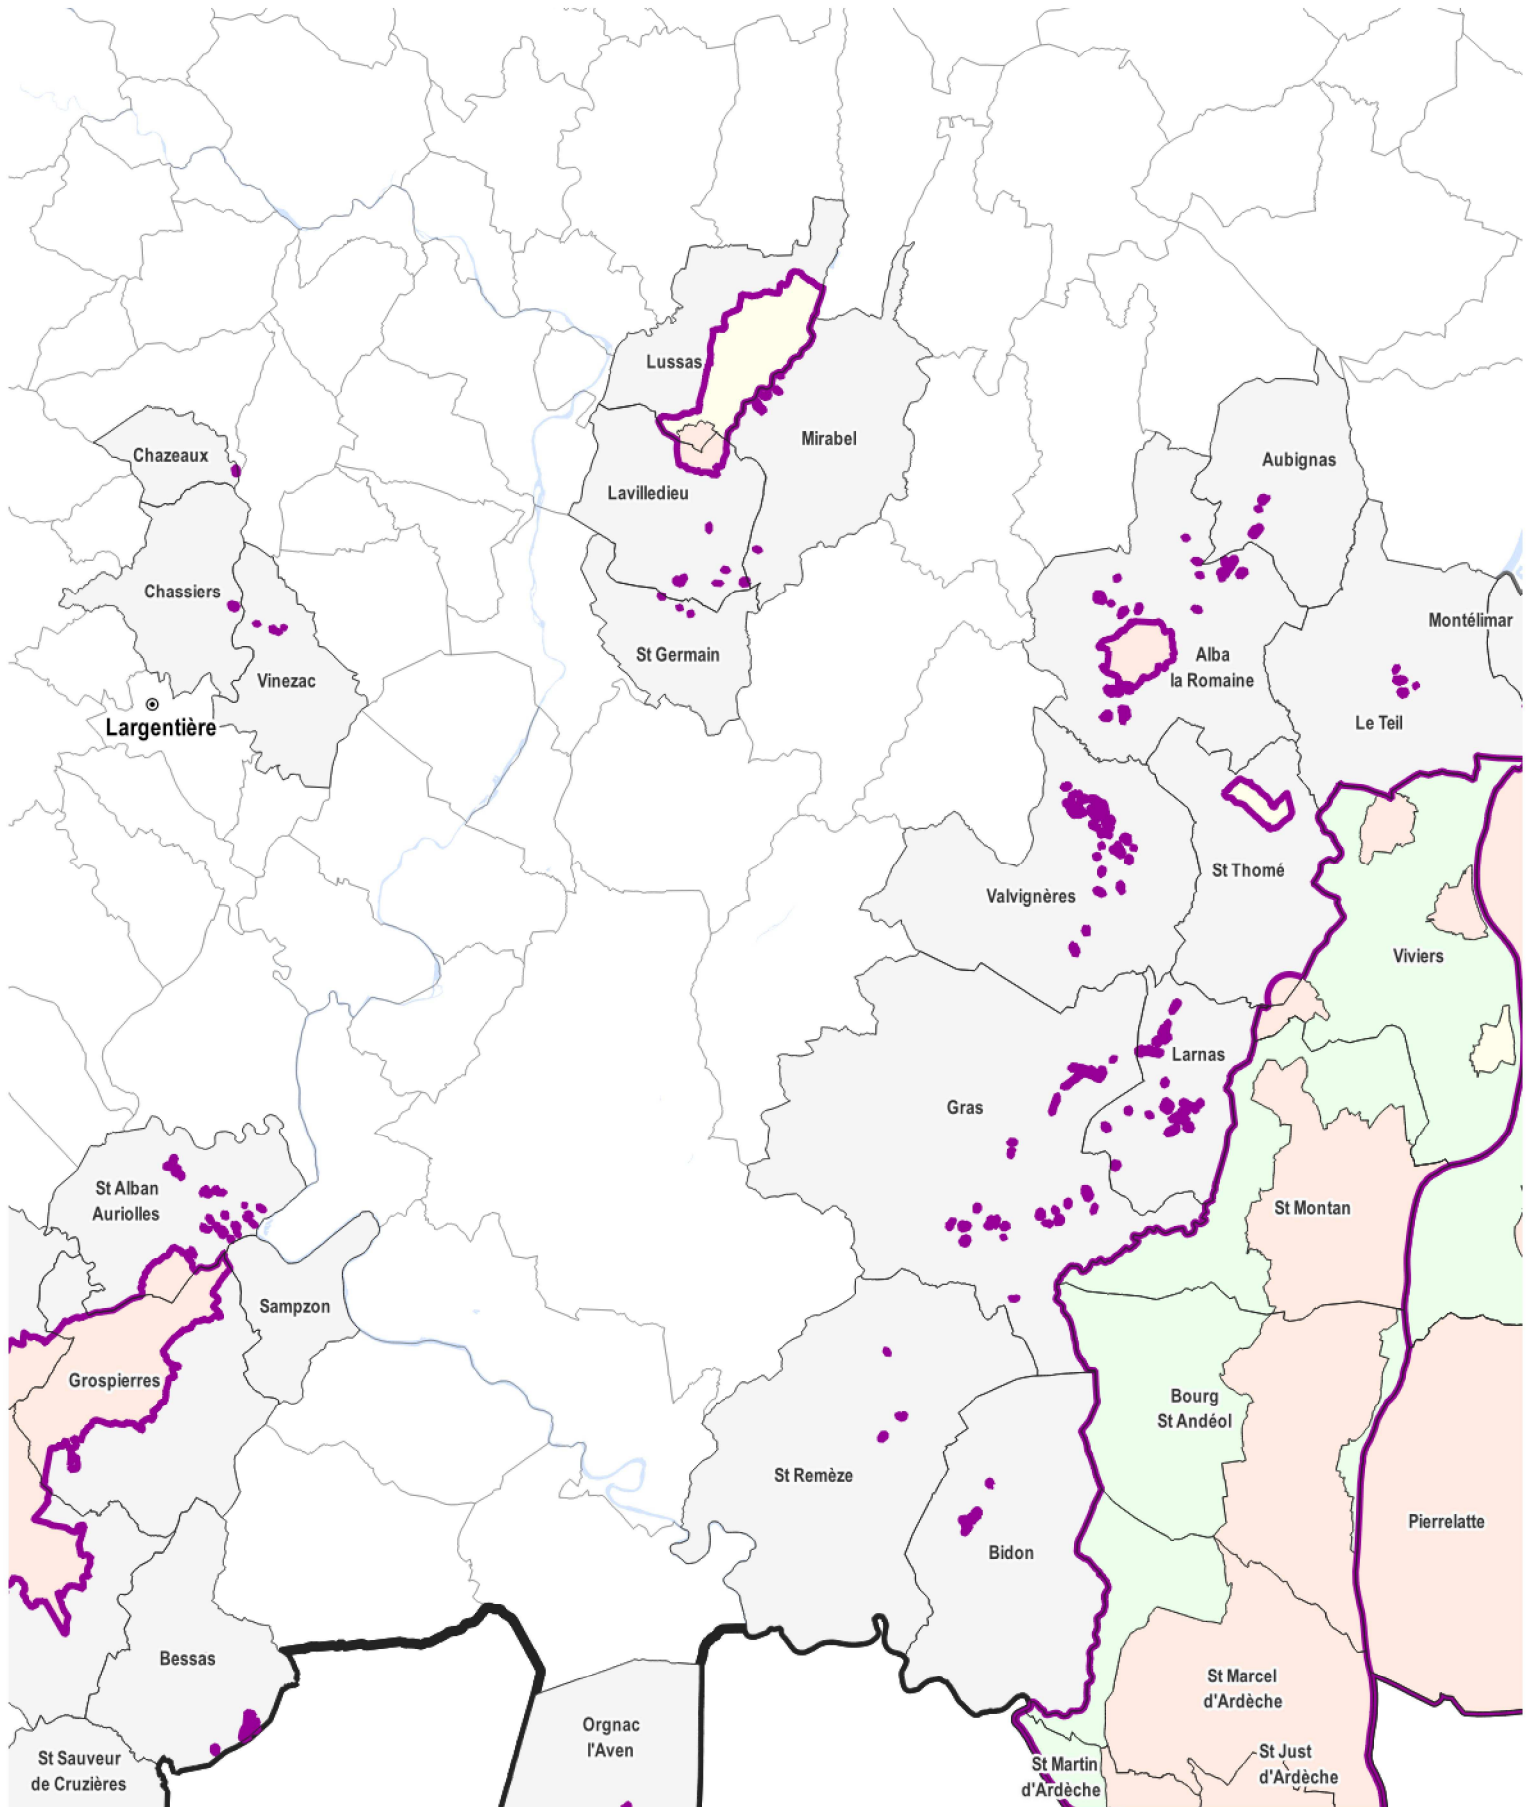 Lussas
Mirabel
Chazeaux
Aubignas
Lavilledieu
Chassiers
Montélimar
St Germain
Alba
la Romaine
Vinezac
Largentière
Le Teil
St Thomé
Valvignères
Viviers
Larnas
Gras
St Alban
Auriolles
St Montan
Sampzon
Grospierres
Bourg
St Andéol
St Remèze
Pierrelatte
Bidon
Bessas
St Marcel
d'Ardèche
Orgnac
l'Aven
St Sauveur
de Cruzières
St Just
d'Ardèche
St Martin
d'Ardèche